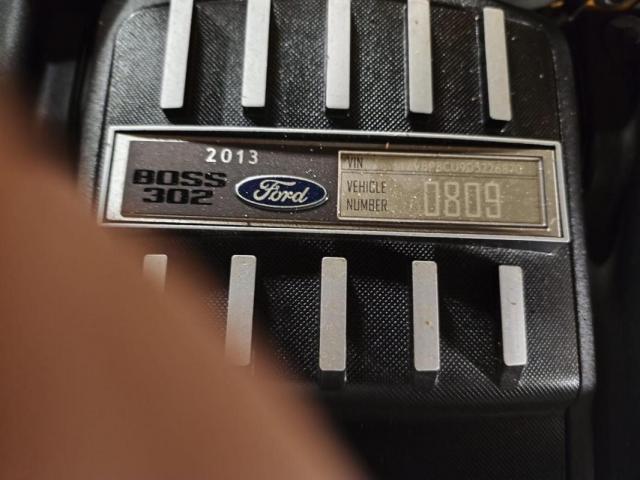 2013
BOSS
302
Ford
VIN
VEHICLE
NUMBER
0809